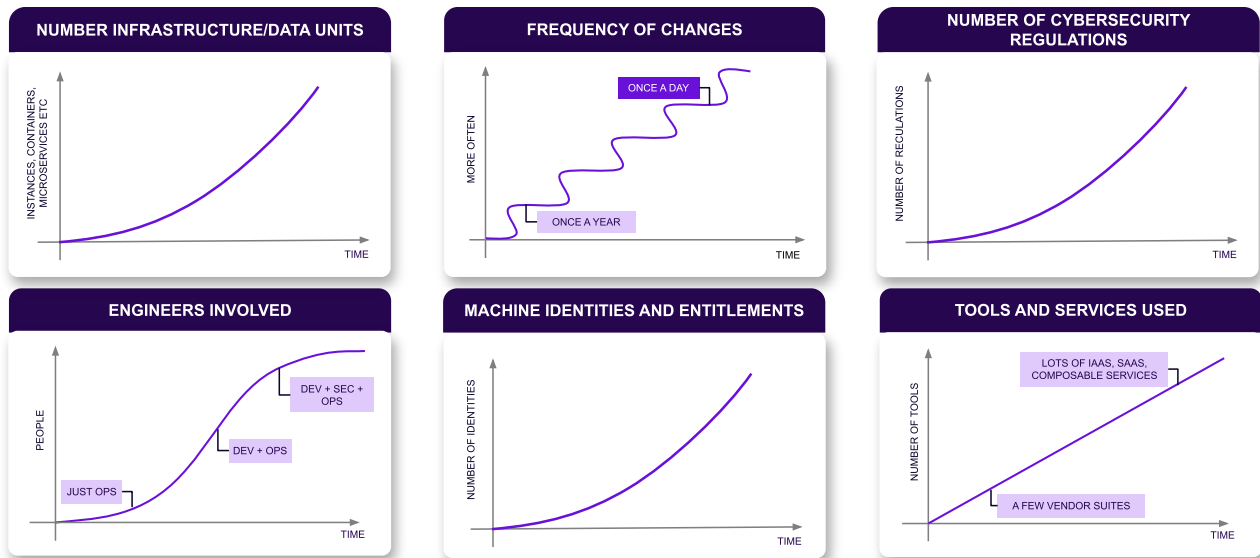 NUMBER INFRASTRUCTURE/DATA UNITS
INSTANCES, CONTAINERS,
MICROSERVICES ETC
TIME
FREQUENCY OF CHANGES
MORE OFTEN
ONCE A DAY
ONCE A YEAR
TIME
NUMBER OF CYBERSECURITY
REGULATIONS
NUMBER OF RECULATIONS
TIME
ENGINEERS INVOLVED
PEOPLE
DEV + SEC +
OPS
DEV + OPS
JUST OPS
TIME
MACHINE IDENTITIES AND ENTITLEMENTS
NUMBER OF IDENTITIES
TIME
TOOLS AND SERVICES USED
NUMBER OF TOOLS
LOTS OF IAAS, SAAS,
COMPOSABLE SERVICES
A FEW VENDOR SUITES
TIME